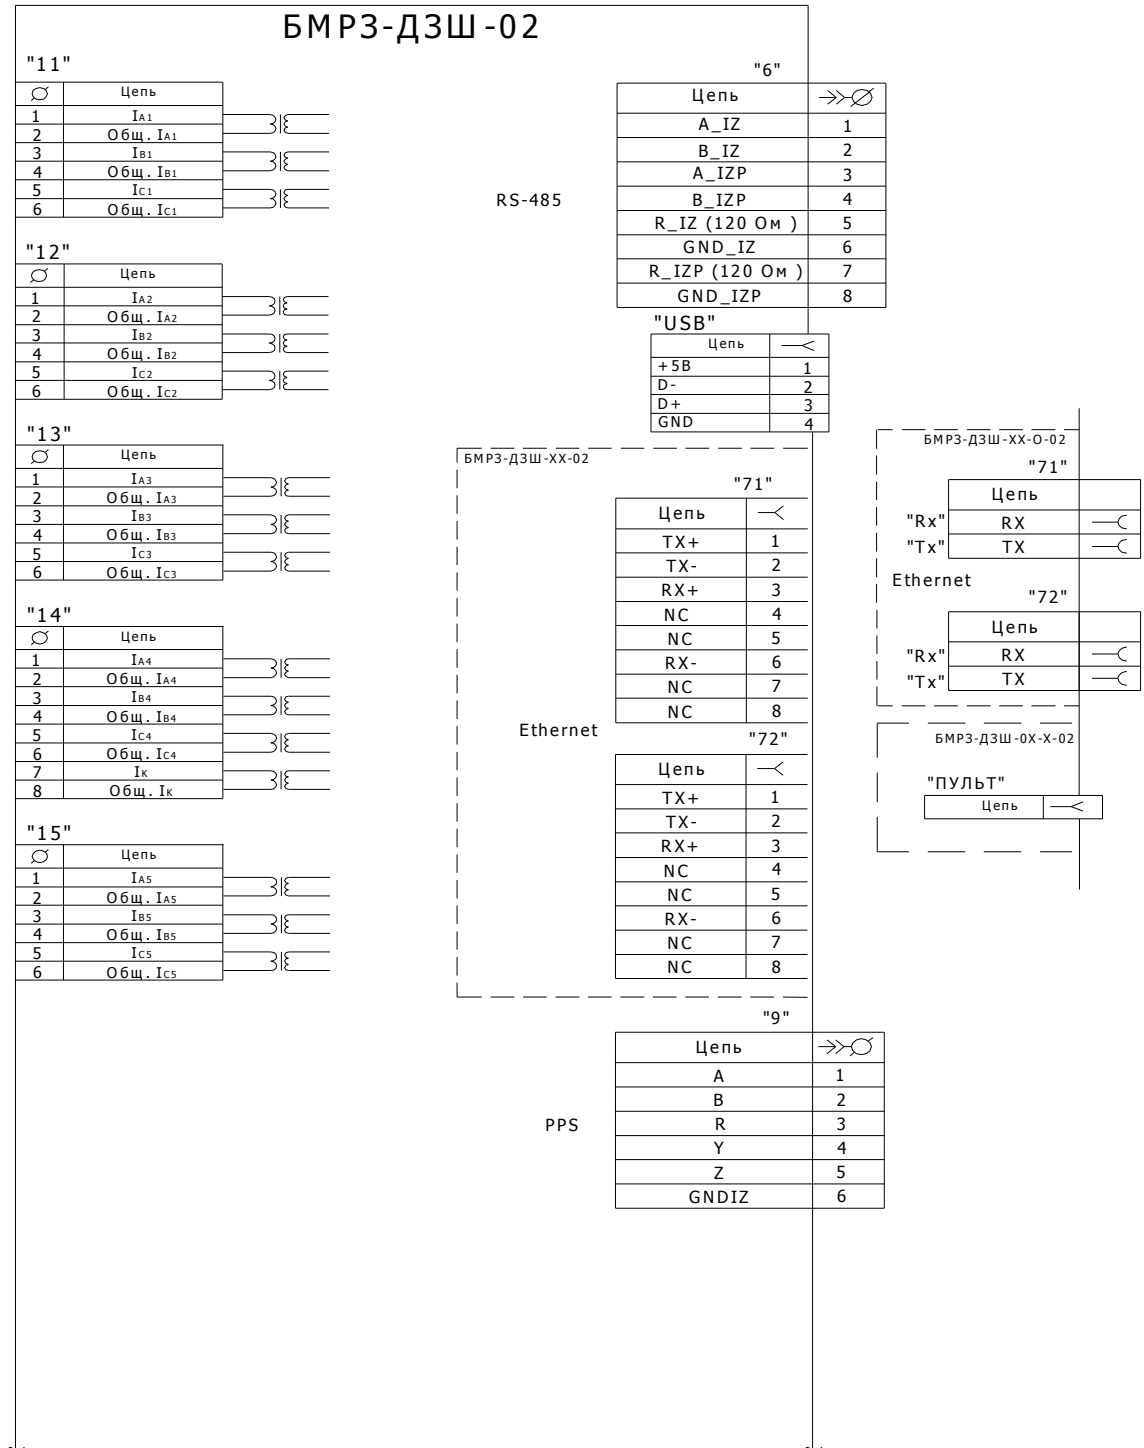 БМРЗ-ДЗШ-02
"11"
Цепь
1 IA1
2 Общ. IA1
3 IB1
4 Общ. IB1
5 IC1
6 Общ. IC1
"12"
Цепь
1 IA2
2 Общ. IA2
3 IB2
4 Общ. IB2
5 IC2
6 Общ. IC2
"13"
Цепь
1 IA3
2 Общ. IA3
3 IB3
4 Общ. IB3
5 IC3
6 Общ. IC3
"14"
Цепь
1 IA4
2 Общ. IA4
3 IB4
4 Общ. IB4
5 IC4
6 Общ. IC4
7 IK
8 Общ. IK
"15"
Цепь
1 IA5
2 Общ. IA5
3 IB5
4 Общ. IB5
5 IC5
6 Общ. IC5
RS-485
"6"
Цепь
A_IZ 1
B_IZ 2
A_IZP 3
B_IZP 4
R_IZ (120 Ом ) 5
GND_IZ 6
R_IZP (120 Ом ) 7
GND_IZP 8
"USB"
Цепь
+5В 1
D- 2
D+ 3
GND 4
БМРЗ-ДЗШ-ХХ-02
Ethernet
"71"
Цепь
TX+ 1
TX- 2
RX+ 3
NC 4
NC 5
RX- 6
NC 7
NC 8
"72"
Цепь
TX+ 1
TX- 2
RX+ 3
NC 4
NC 5
RX- 6
NC 7
NC 8
PPS
"9"
Цепь
A 1
B 2
R 3
Y 4
Z 5
GNDIZ 6
БМРЗ-ДЗШ-ХХ-О-02
"71"
Цепь
"Rx" RX
"Tx" TX
Ethernet
"72"
Цепь
"Rx" RX
"Tx" TX
БМРЗ-ДЗШ-0Х-Х-02
"ПУЛЬТ"
Цепь